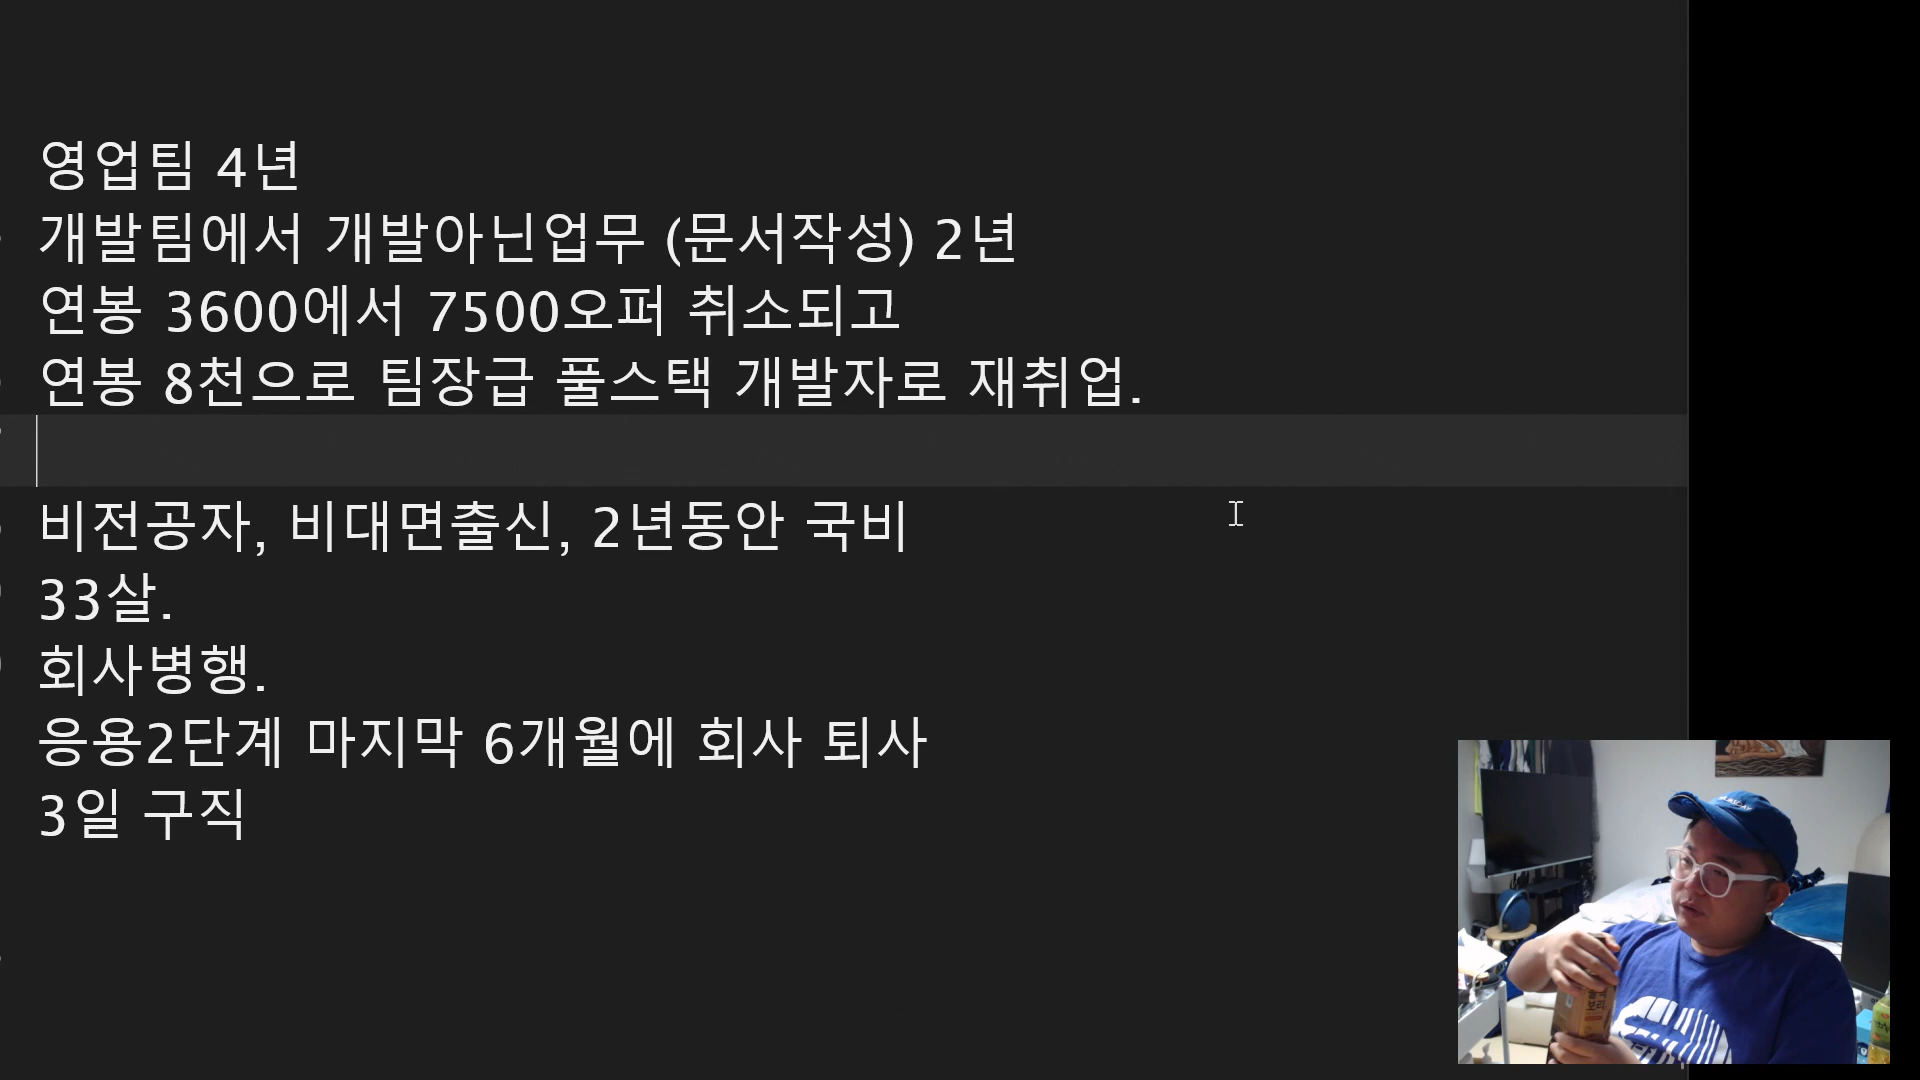 영업팀 4년
개발팀에서 개발아닌업무 (문서작성) 2년
연봉 3600에서 7500오퍼 취소되고
연봉 8천으로 팀장급 풀스택 개발자로 재취업.
비전공자, 비대면출신, 2년동안 국비
33살.
회사병행.
응용2단계 마지막 6개월에 회사 퇴사
3일 구직